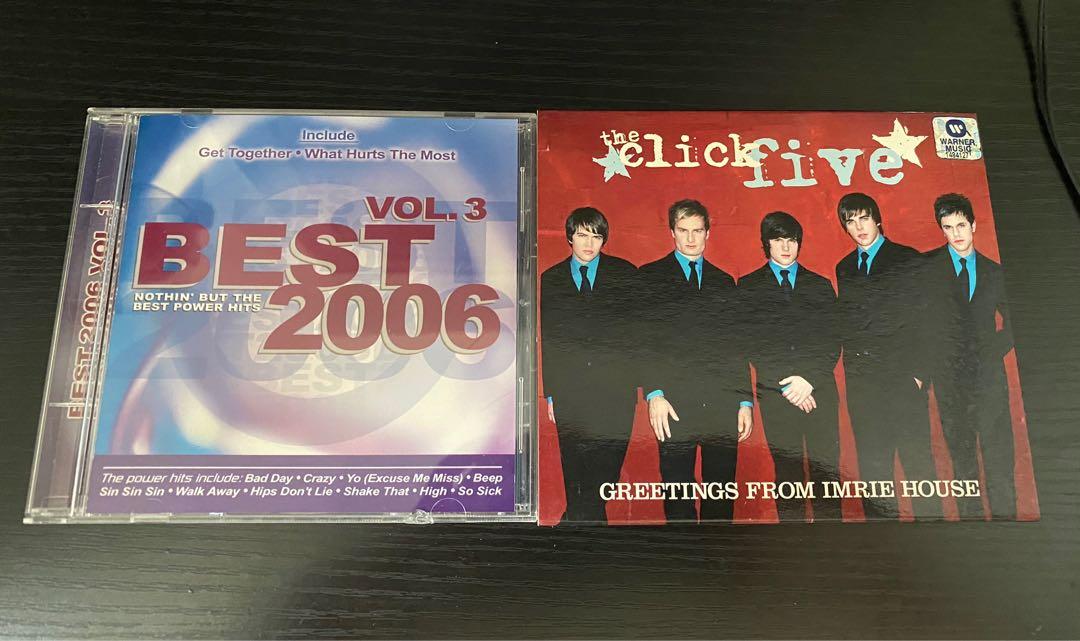 BEST 2006 VOL. 3
Include
Get Together • What Hurts The Most
VOL. 3
BEST
NOTHIN' BUT THE
BEST POWER HITS
2006
The power hits include: Bad Day • Crazy • Yo (Excuse Me Miss) • Beep
Sin Sin Sin • Walk Away • Hips Don't Lie • Shake That • High • So Sick
the click five
WARNER
MUSIC
GREETINGS FROM IMRIE HOUSE